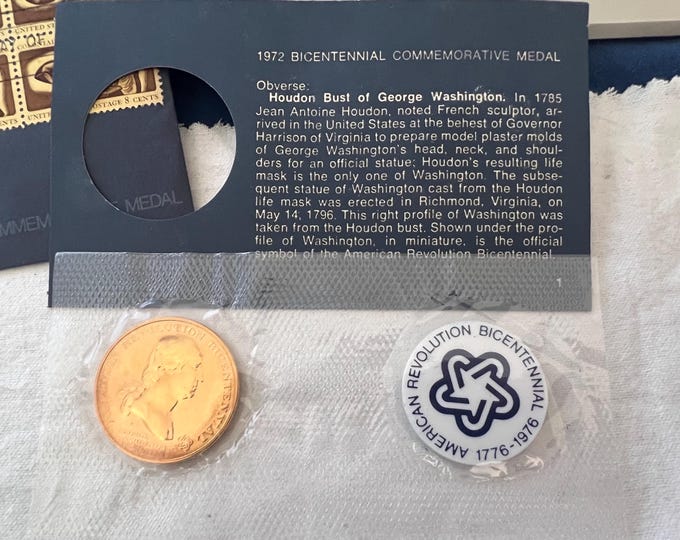 UNITED STATES
POSTAGE 8 CENTS
MEDAL
1972 BICENTENNIAL COMMEMORATIVE MEDAL
Obverse:
Houdon Bust of George Washington. In 1785
Jean Antoine Houdon, noted French sculptor, ar-
rived in the United States at the behest of Governor
Harrison of Virginia to prepare model plaster molds
of George Washington's head, neck, and shoul-
ders for an official statue; Houdon's resulting life
mask is the only one of Washington. The subse-
quent statue of Washington cast from the Houdon
life mask was erected in Richmond, Virginia, on
May 14, 1796. This right profile of Washington was
taken from the Houdon bust. Shown under the pro-
file of Washington, in miniature, is the official
symbol of the American Revolution Bicentennial.
1
REVOLUTION BICENTENNIAL
AMERICAN REVOLUTION BICENTENNIAL
1776-1976